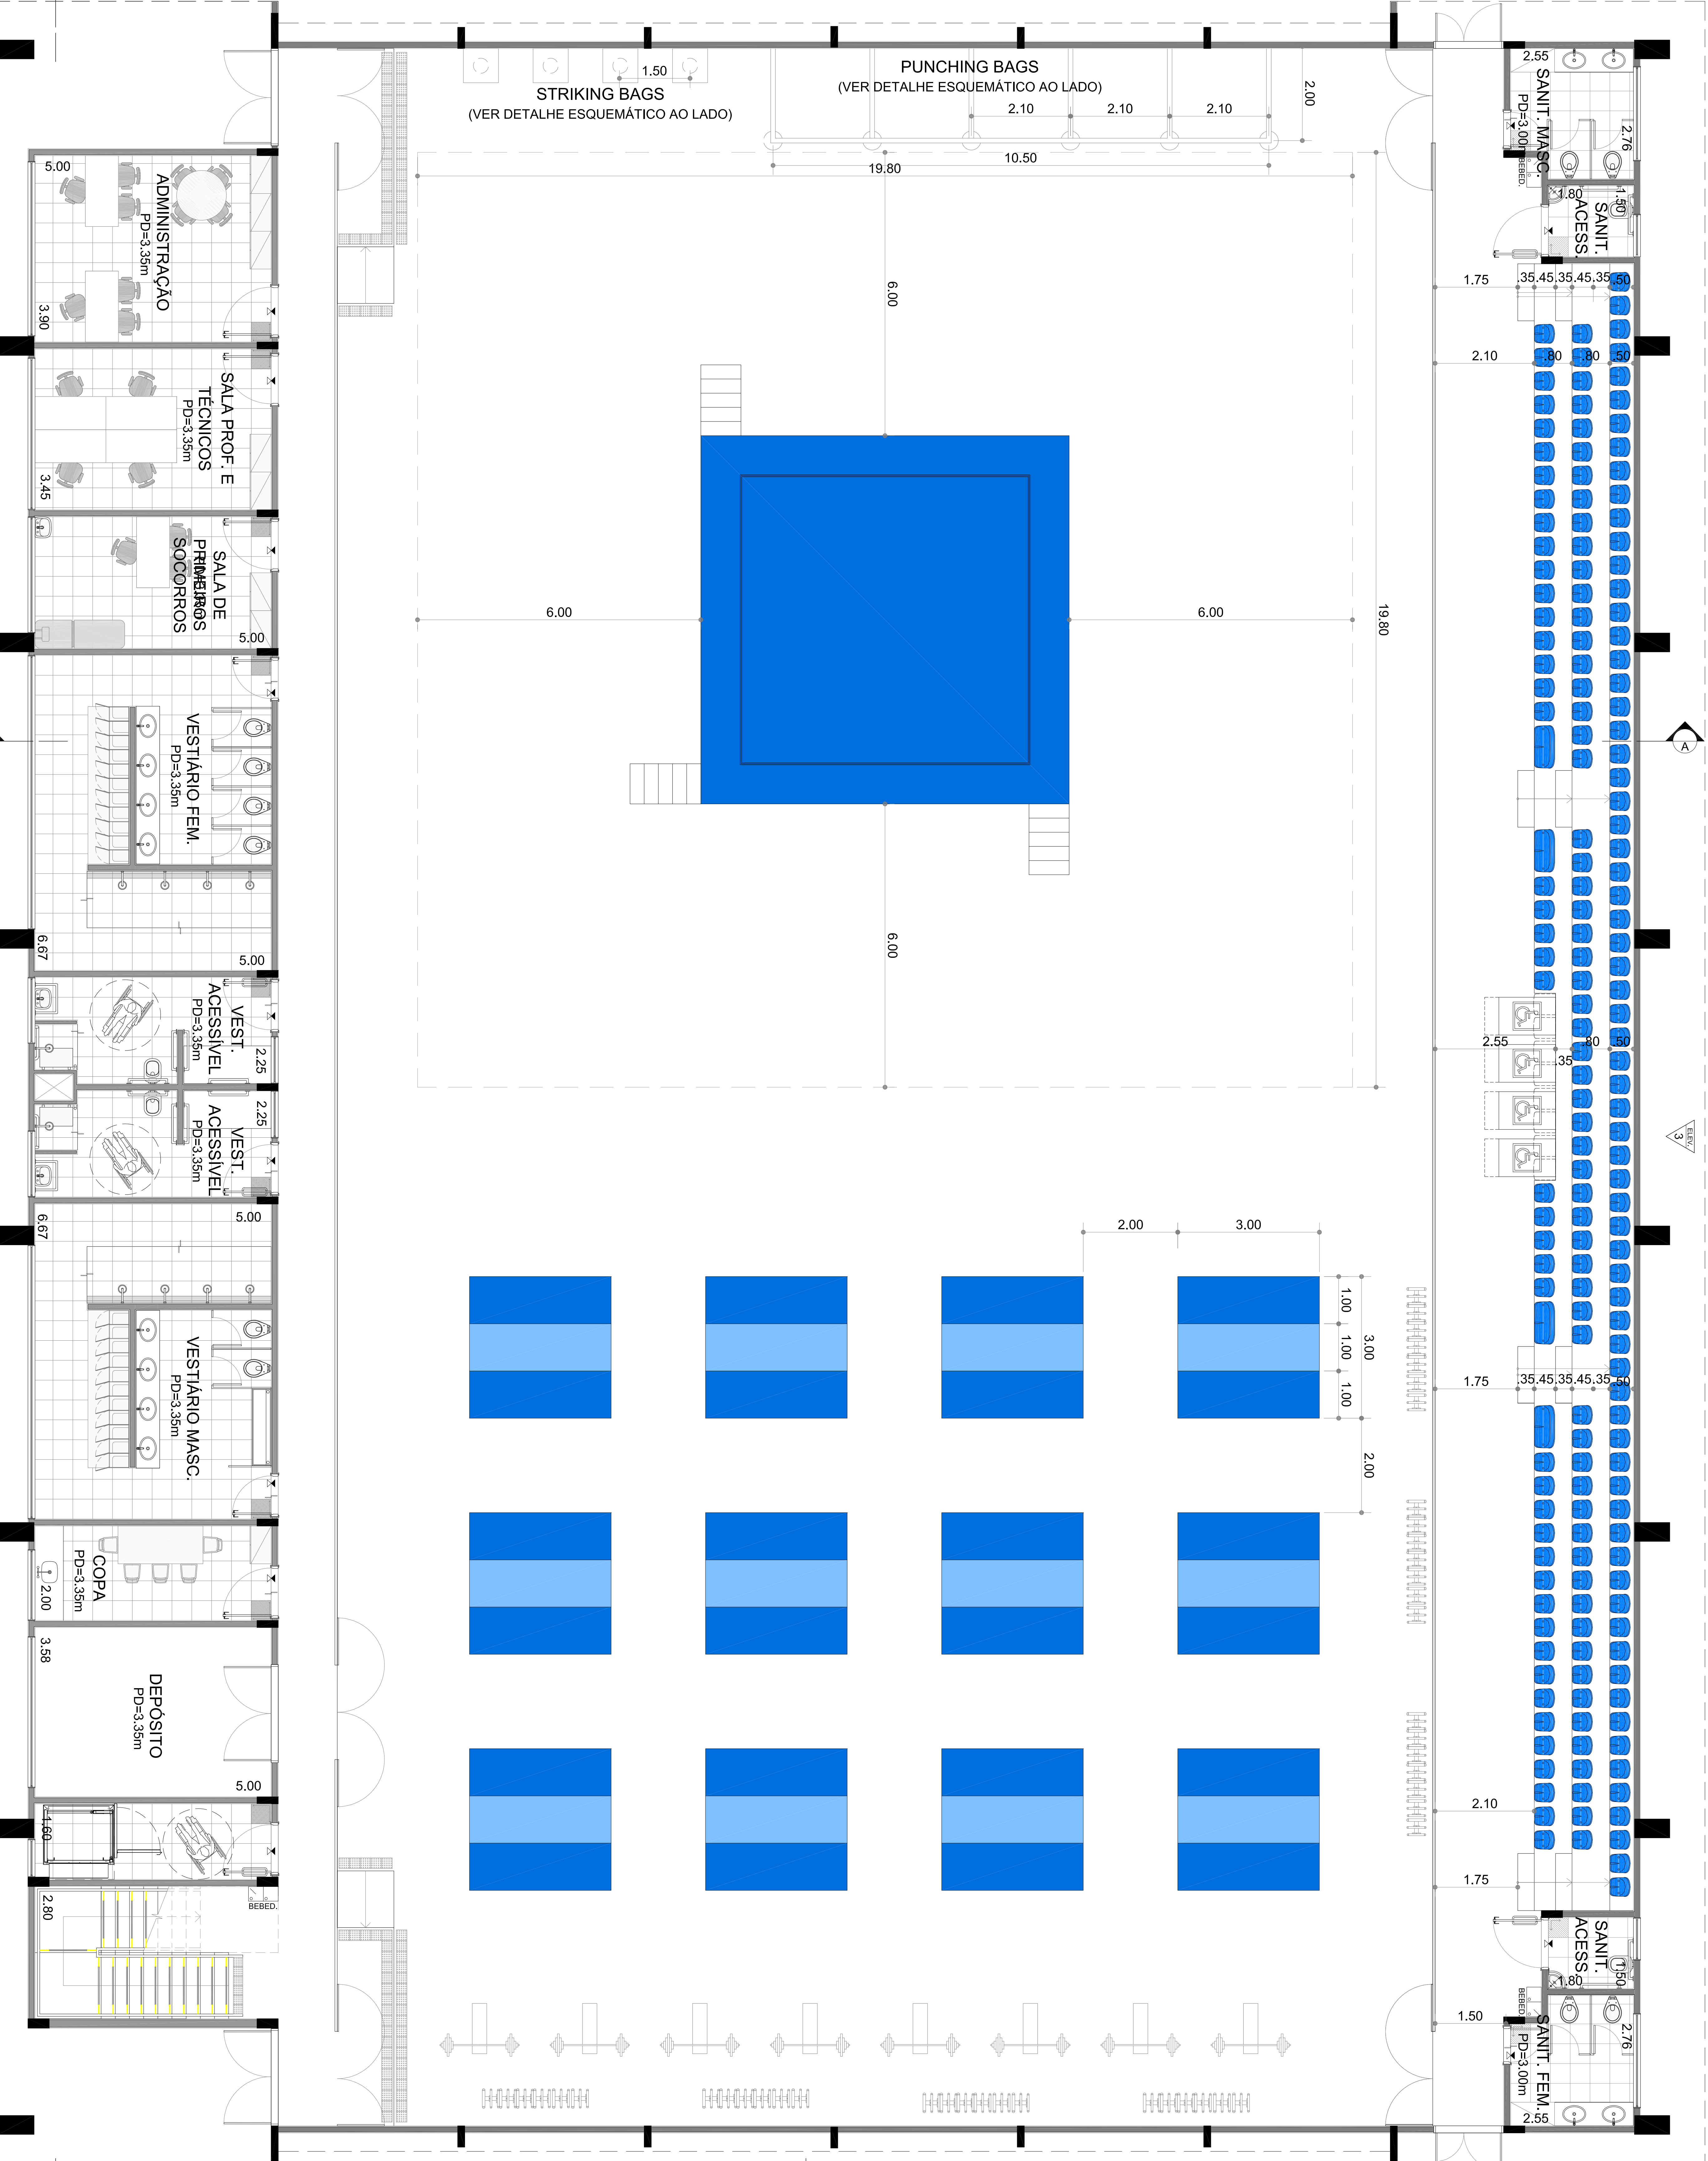 1.50
STRIKING BAGS
(VER DETALHE ESQUEMÁTICO AO LADO)
PUNCHING BAGS
(VER DETALHE ESQUEMÁTICO AO LADO)
2.10
2.10
2.10
2.00
10.50
19.80
6.00
6.00
6.00
19.80
6.00
2.00
3.00
1.00
1.00
1.00
3.00
2.00
5.00
ADMINISTRAÇÃO
PD=3.35m
3.90
SALA PROF. E
TÉCNICOS
PD=3.35m
3.45
SALA DE
PRIMEIROS
SOCORROS
5.00
VESTIÁRIO FEM.
PD=3.35m
6.67
5.00
VEST.
ACESSÍVEL
PD=3.35m
2.25
2.25
VEST.
ACESSÍVEL
PD=3.35m
6.67
5.00
VESTIÁRIO MASC.
PD=3.35m
COPA
PD=3.35m
2.00
3.58
DEPÓSITO
PD=3.35m
5.00
1.60
2.80
BEBED.
2.55
SANIT. MASC.
PD=3.00m
2.76
BEBED.
1.80
1.50
SANIT.
ACESS.
1.75
.35
.45
.35
.45
.35
.50
2.10
.80
.80
.50
A
2.55
.35
.80
.50
ELEV.
3
1.75
.35
.45
.35
.45
.35
.50
2.10
1.75
SANIT.
ACESS.
1.50
1.80
BEBED.
1.50
SANIT. FEM.
PD=3.00m
2.76
2.55